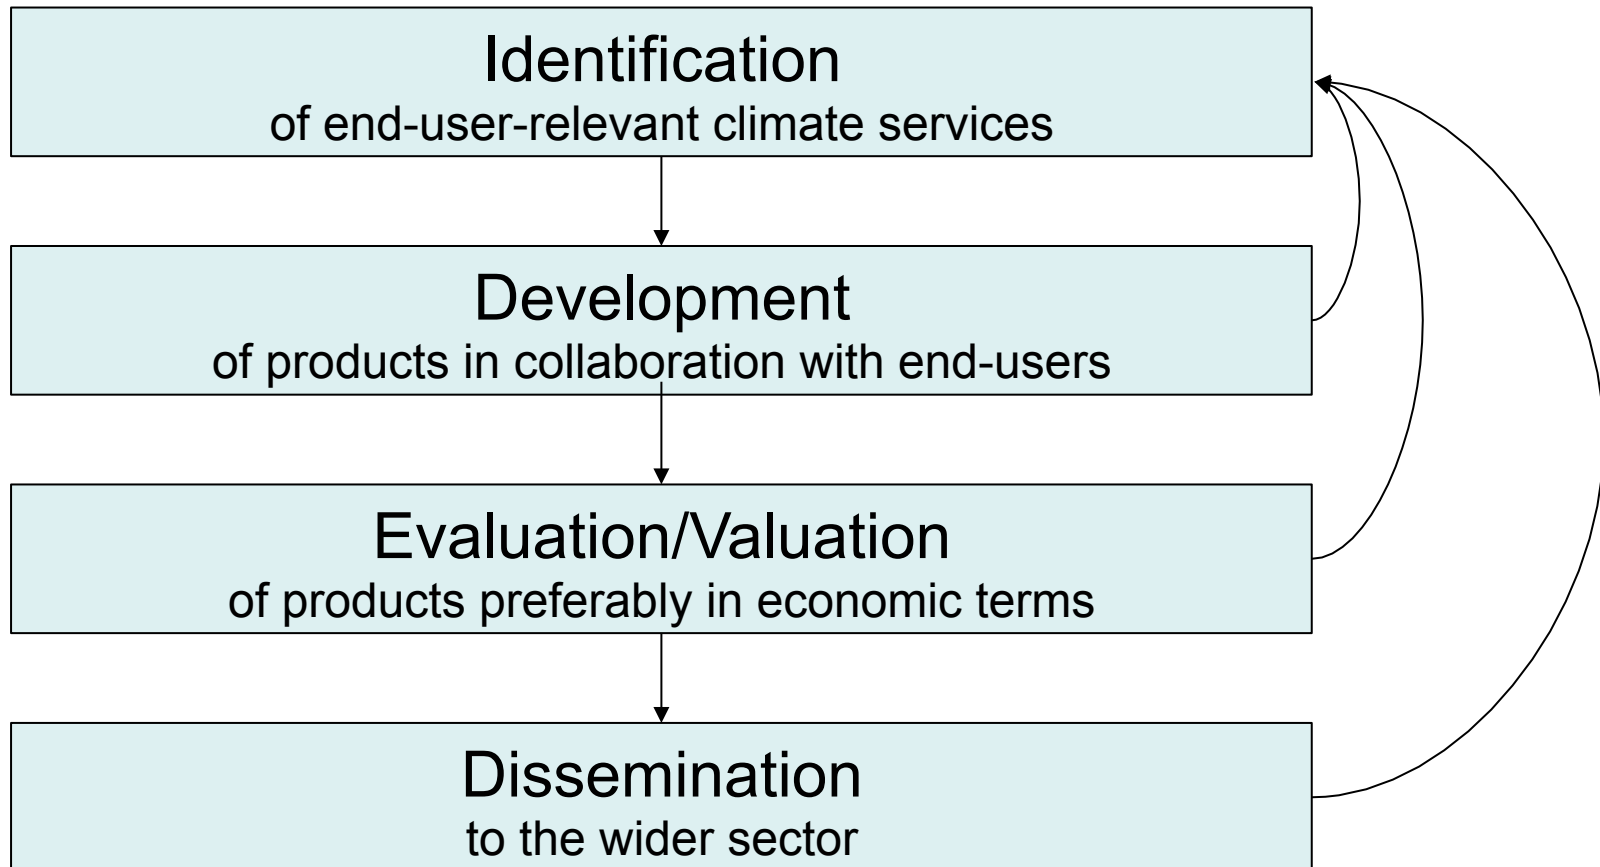 Identification
of end-user-relevant climate services
Development
of products in collaboration with end-users
Evaluation/Valuation
of products preferably in economic terms
Dissemination
to the wider sector